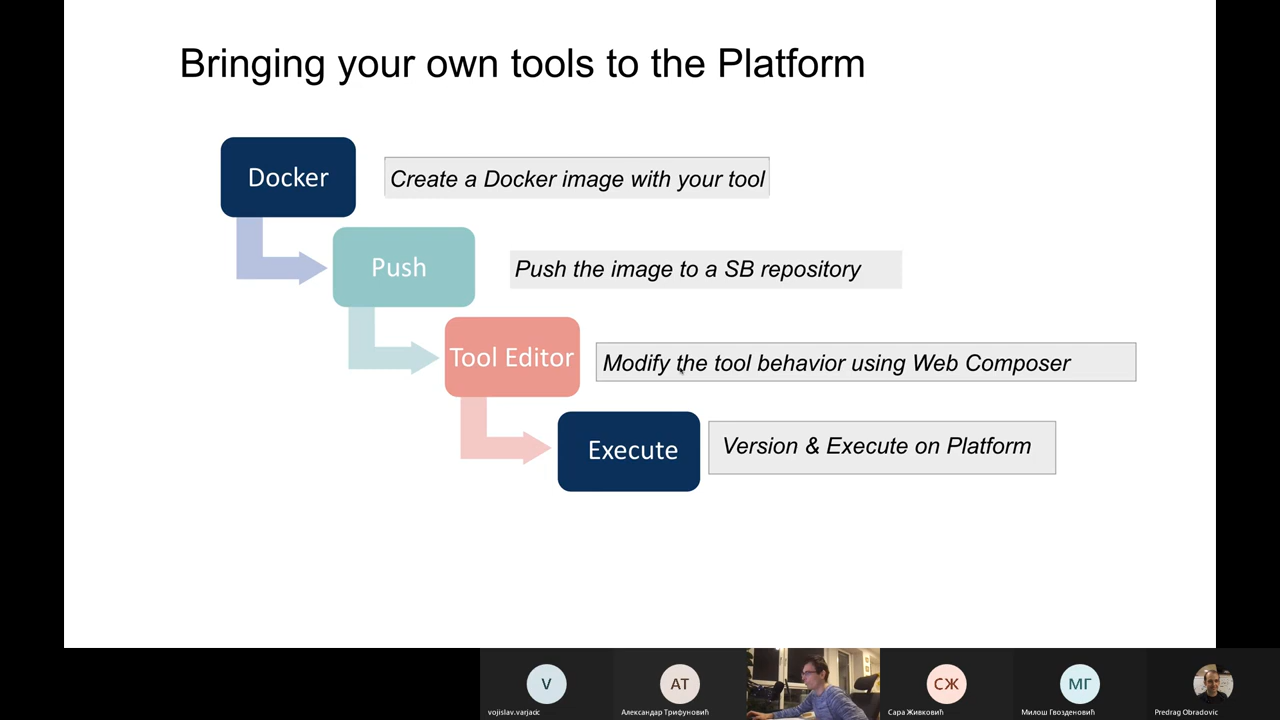 Bringing your own tools to the Platform
Docker
Create a Docker image with your tool
Push
Push the image to a SB repository
Tool Editor
Modify the tool behavior using Web Composer
Execute
Version & Execute on Platform
V
АТ
СЖ
МГ
vojislav.varjacic
Александар Трифуновић
Сара Живковић
Милош Гвозденовић
Predrag Obradovic